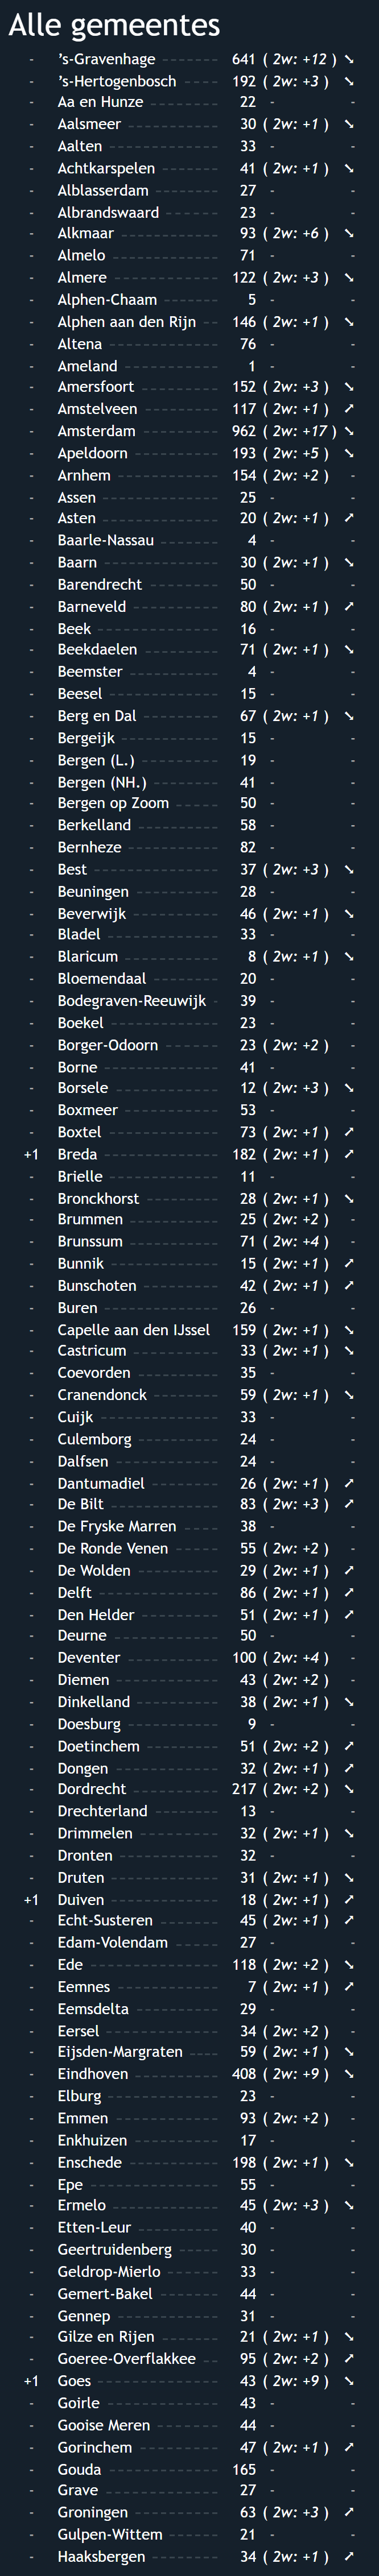 Alle gemeentes
- ’s-Gravenhage 641 ( 2w: +12 ) ➘
- ’s-Hertogenbosch 192 ( 2w: +3 ) ➘
- Aa en Hunze 22 - -
- Aalsmeer 30 ( 2w: +1 ) ➘
- Aalten 33 - -
- Achtkarspelen 41 ( 2w: +1 ) ➘
- Alblasserdam 27 - -
- Albrandswaard 23 - -
- Alkmaar 93 ( 2w: +6 ) ➘
- Almelo 71 - -
- Almere 122 ( 2w: +3 ) ➘
- Alphen-Chaam 5 - -
- Alphen aan den Rijn 146 ( 2w: +1 ) ➘
- Altena 76 - -
- Ameland 1 - -
- Amersfoort 152 ( 2w: +3 ) ➘
- Amstelveen 117 ( 2w: +1 ) ➚
- Amsterdam 962 ( 2w: +17 ) ➘
- Apeldoorn 193 ( 2w: +5 ) ➘
- Arnhem 154 ( 2w: +2 ) -
- Assen 25 - -
- Asten 20 ( 2w: +1 ) ➚
- Baarle-Nassau 4 - -
- Baarn 30 ( 2w: +1 ) ➘
- Barendrecht 50 - -
- Barneveld 80 ( 2w: +1 ) ➚
- Beek 16 - -
- Beekdaelen 71 ( 2w: +1 ) ➘
- Beemster 4 - -
- Beesel 15 - -
- Berg en Dal 67 ( 2w: +1 ) ➘
- Bergeijk 15 - -
- Bergen (L.) 19 - -
- Bergen (NH.) 41 - -
- Bergen op Zoom 50 - -
- Berkelland 58 - -
- Bernheze 82 - -
- Best 37 ( 2w: +3 ) ➘
- Beuningen 28 - -
- Beverwijk 46 ( 2w: +1 ) ➘
- Bladel 33 - -
- Blaricum 8 ( 2w: +1 ) ➘
- Bloemendaal 20 - -
- Bodegraven-Reeuwijk 39 - -
- Boekel 23 - -
- Borger-Odoorn 23 ( 2w: +2 ) -
- Borne 41 - -
- Borsele 12 ( 2w: +3 ) ➘
- Boxmeer 53 - -
- Boxtel 73 ( 2w: +1 ) ➚
+1 Breda 182 ( 2w: +1 ) ➚
- Brielle 11 - -
- Bronckhorst 28 ( 2w: +1 ) ➘
- Brummen 25 ( 2w: +2 ) -
- Brunssum 71 ( 2w: +4 ) -
- Bunnik 15 ( 2w: +1 ) ➚
- Bunschoten 42 ( 2w: +1 ) ➚
- Buren 26 - -
- Capelle aan den IJssel 159 ( 2w: +1 ) ➘
- Castricum 33 ( 2w: +1 ) ➘
- Coevorden 35 - -
- Cranendonck 59 ( 2w: +1 ) ➘
- Cuijk 33 - -
- Culemborg 24 - -
- Dalfsen 24 - -
- Dantumadiel 26 ( 2w: +1 ) ➚
- De Bilt 83 ( 2w: +3 ) ➚
- De Fryske Marren 38 - -
- De Ronde Venen 55 ( 2w: +2 ) -
- De Wolden 29 ( 2w: +1 ) ➚
- Delft 86 ( 2w: +1 ) ➚
- Den Helder 51 ( 2w: +1 ) ➚
- Deurne 50 - -
- Deventer 100 ( 2w: +4 ) -
- Diemen 43 ( 2w: +2 ) -
- Dinkelland 38 ( 2w: +1 ) ➘
- Doesburg 9 - -
- Doetinchem 51 ( 2w: +2 ) ➚
- Dongen 32 ( 2w: +1 ) ➚
- Dordrecht 217 ( 2w: +2 ) ➘
- Drechterland 13 - -
- Drimmelen 32 ( 2w: +1 ) ➘
- Dronten 32 - -
- Druten 31 ( 2w: +1 ) ➘
+1 Duiven 18 ( 2w: +1 ) ➚
- Echt-Susteren 45 ( 2w: +1 ) ➚
- Edam-Volendam 27 - -
- Ede 118 ( 2w: +2 ) ➘
- Eemnes 7 ( 2w: +1 ) ➚
- Eemsdelta 29 - -
- Eersel 34 ( 2w: +2 ) -
- Eijsden-Margraten 59 ( 2w: +1 ) ➘
- Eindhoven 408 ( 2w: +9 ) ➘
- Elburg 23 - -
- Emmen 93 ( 2w: +2 ) -
- Enkhuizen 17 - -
- Enschede 198 ( 2w: +1 ) ➘
- Epe 55 - -
- Ermelo 45 ( 2w: +3 ) ➘
- Etten-Leur 40 - -
- Geertruidenberg 30 - -
- Geldrop-Mierlo 33 - -
- Gemert-Bakel 44 - -
- Gennep 31 - -
- Gilze en Rijen 21 ( 2w: +1 ) ➘
- Goeree-Overflakkee 95 ( 2w: +2 ) ➚
+1 Goes 43 ( 2w: +9 ) ➘
- Goirle 43 - -
- Gooise Meren 44 - -
- Gorinchem 47 ( 2w: +1 ) ➚
- Gouda 165 - -
- Grave 27 - -
- Groningen 63 ( 2w: +3 ) ➚
- Gulpen-Wittem 21 - -
- Haaksbergen 34 ( 2w: +1 ) ➚